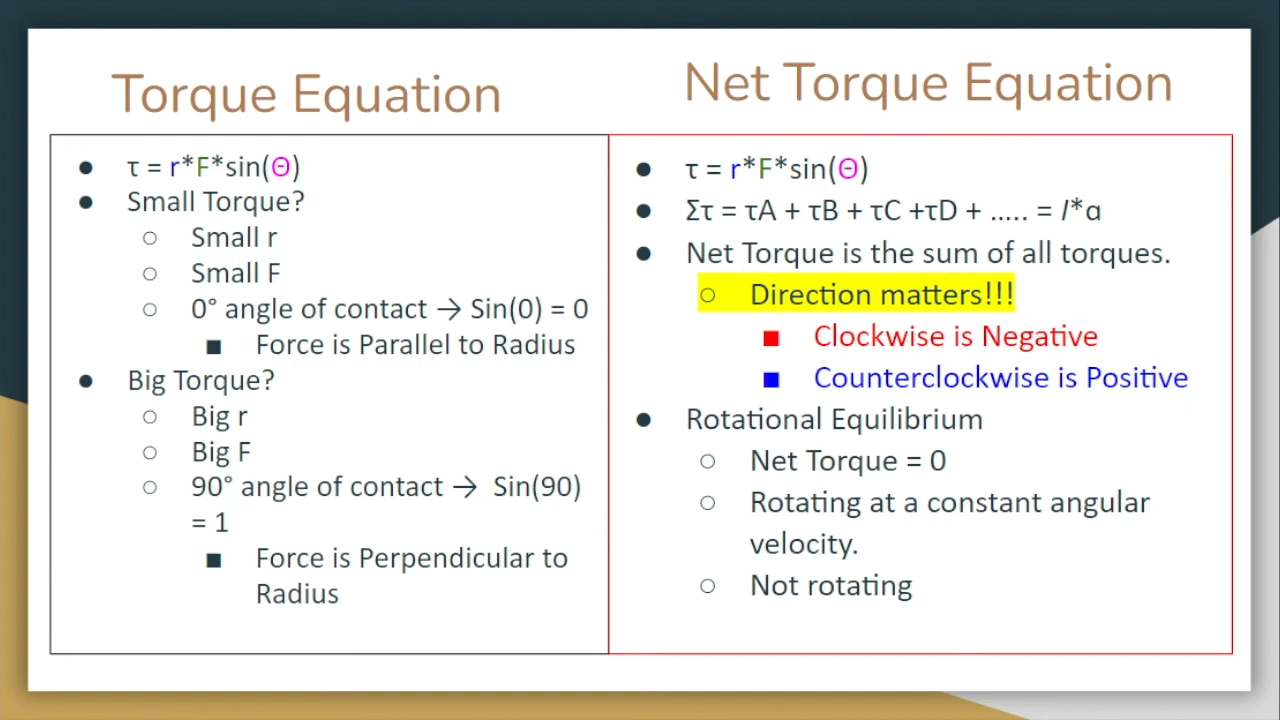 Torque Equation
● τ = r*F*sin(Θ)
● Small Torque?
○ Small r
○ Small F
○ 0° angle of contact → Sin(0) = 0
■ Force is Parallel to Radius
● Big Torque?
○ Big r
○ Big F
○ 90° angle of contact → Sin(90)
= 1
■ Force is Perpendicular to
Radius
Net Torque Equation
● τ = r*F*sin(Θ)
● Στ = τA + τB + τC +τD + ..... = I*α
● Net Torque is the sum of all torques.
○ Direction matters!!!
■ Clockwise is Negative
■ Counterclockwise is Positive
● Rotational Equilibrium
○ Net Torque = 0
○ Rotating at a constant angular
velocity.
○ Not rotating